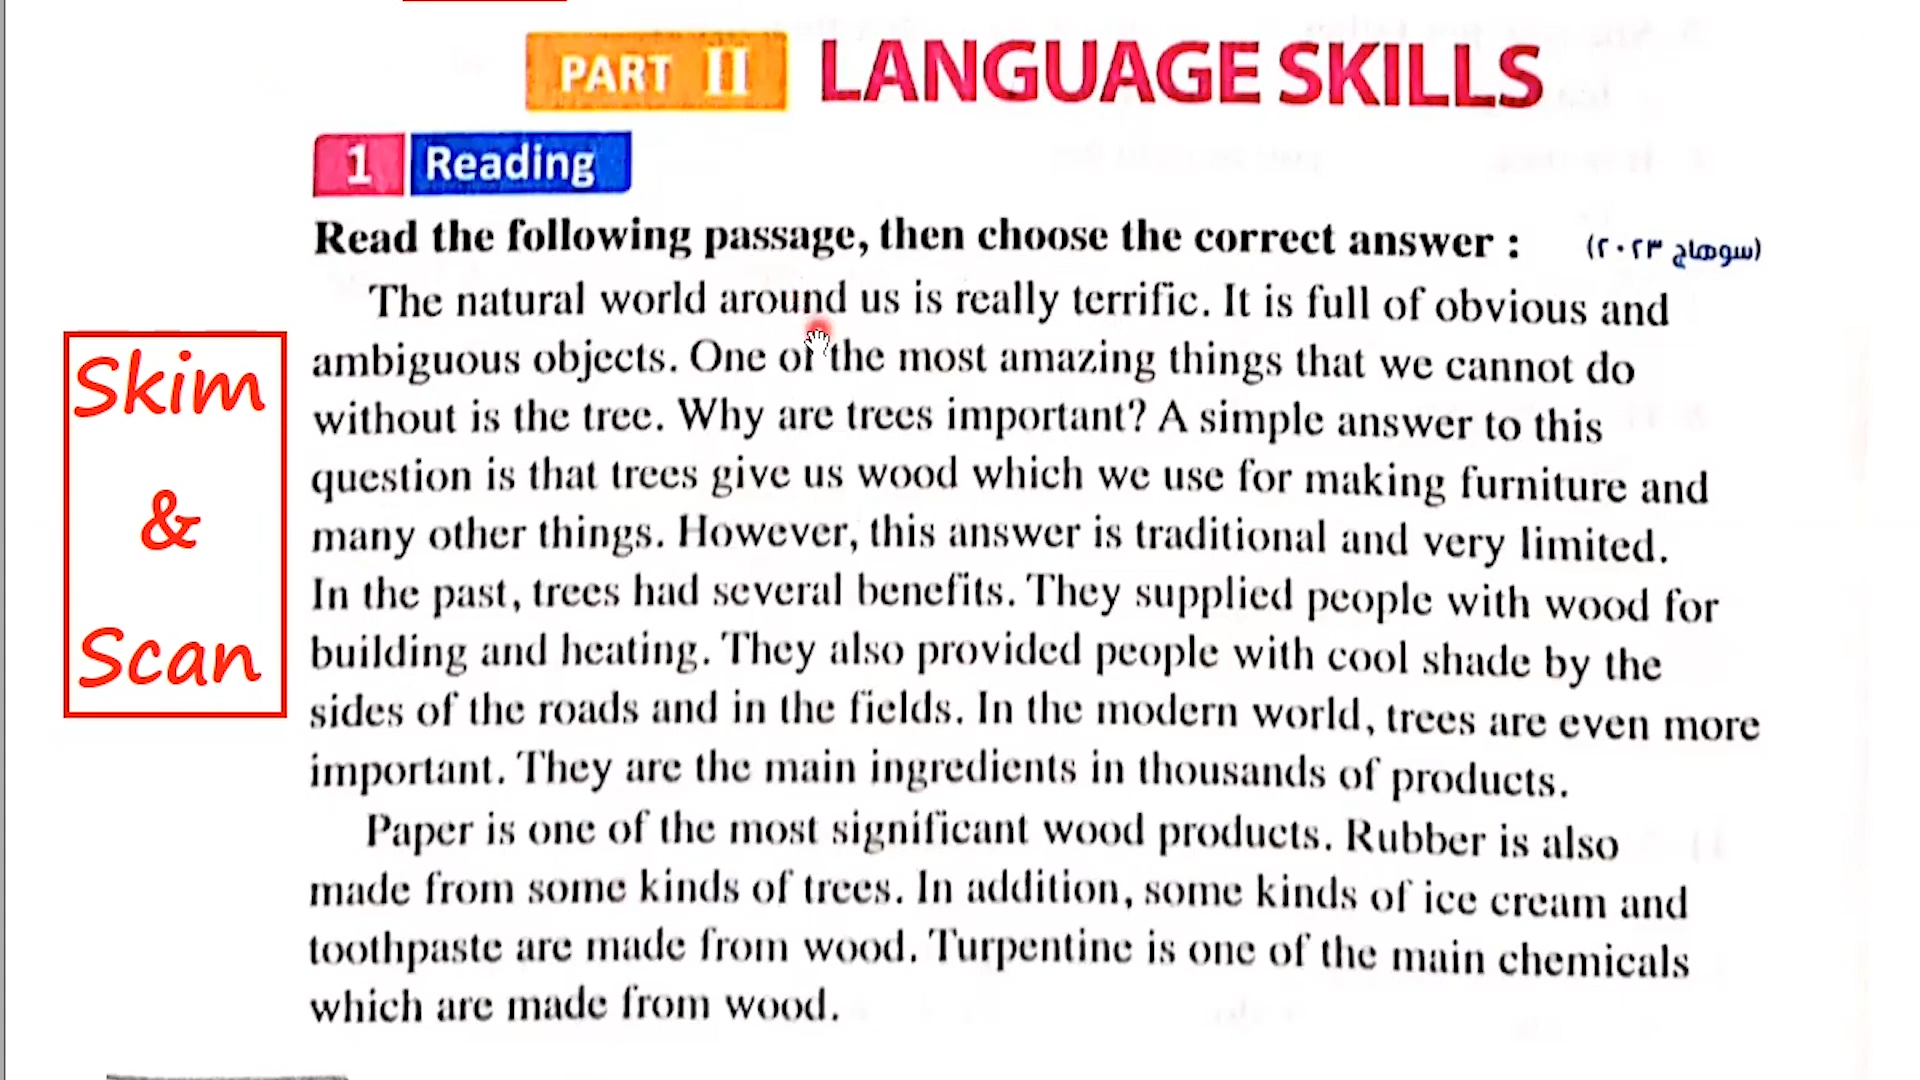 PART II LANGUAGE SKILLS
1 Reading
Read the following passage, then choose the correct answer : (سوهاج ٢٠٢٣)
The natural world around us is really terrific. It is full of obvious and
ambiguous objects. One of the most amazing things that we cannot do
without is the tree. Why are trees important? A simple answer to this
question is that trees give us wood which we use for making furniture and
many other things. However, this answer is traditional and very limited.
In the past, trees had several benefits. They supplied people with wood for
building and heating. They also provided people with cool shade by the
sides of the roads and in the fields. In the modern world, trees are even more
important. They are the main ingredients in thousands of products.
Paper is one of the most significant wood products. Rubber is also
made from some kinds of trees. In addition, some kinds of ice cream and
toothpaste are made from wood. Turpentine is one of the main chemicals
which are made from wood.
Skim
&
Scan